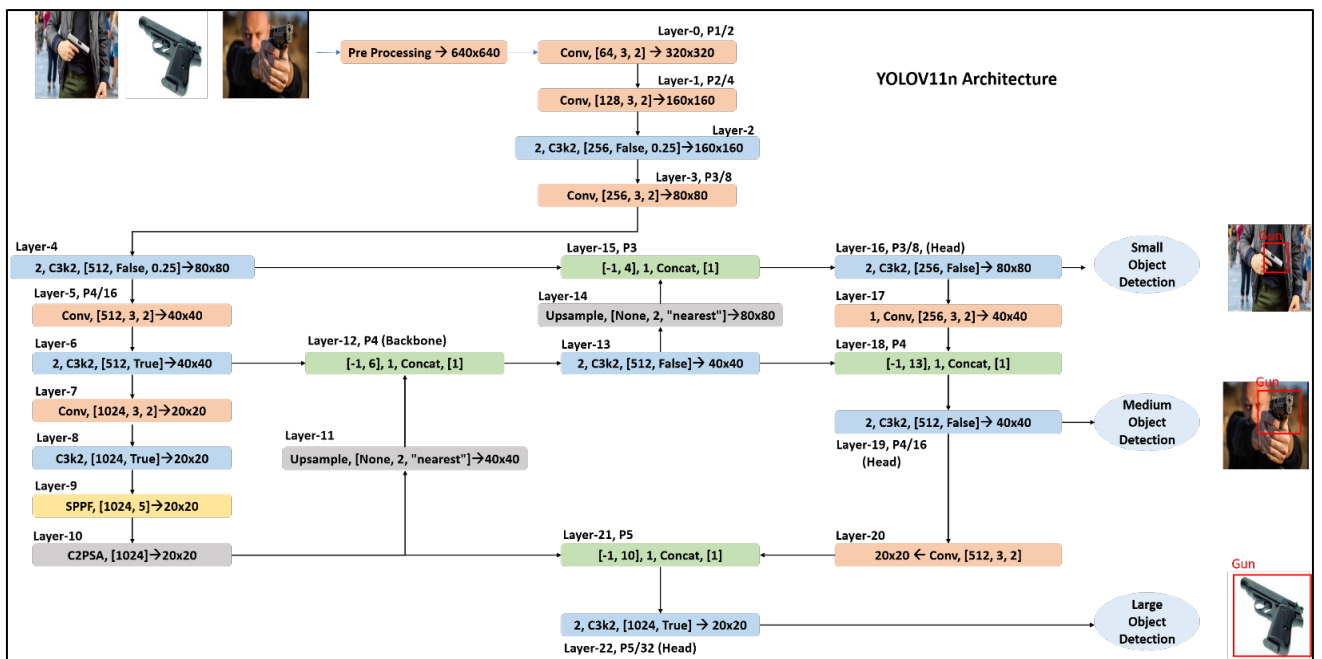 Layer-0, P1/2
Pre Processing → 640x640
Conv, [64, 3, 2] → 320x320
YOLOV11n Architecture
Layer-1, P2/4
Conv, [128, 3, 2]→160x160
Layer-2
2, C3k2, [256, False, 0.25]→160x160
Layer-3, P3/8
Conv, [256, 3, 2]→80x80
Layer-4
2, C3k2, [512, False, 0.25]→80x80
Layer-15, P3
[-1, 4], 1, Concat, [1]
Layer-16, P3/8, (Head)
2, C3k2, [256, False]→ 80x80
Small
Object
Detection
Gun
Layer-5, P4/16
Conv, [512, 3, 2]→40x40
Layer-14
Upsample, [None, 2, "nearest"]→80x80
Layer-17
1, Conv, [256, 3, 2]→ 40x40
Layer-6
2, C3k2, [512, True]→40x40
Layer-12, P4 (Backbone)
[-1, 6], 1, Concat, [1]
Layer-13
2, C3k2, [512, False]→ 40x40
Layer-18, P4
[-1, 13], 1, Concat, [1]
Layer-7
Conv, [1024, 3, 2]→20x20
2, C3k2, [512, False]→ 40x40
Layer-19, P4/16
(Head)
Medium
Object
Detection
Gun
Layer-8
C3k2, [1024, True]→20x20
Layer-11
Upsample, [None, 2, "nearest"]→40x40
Layer-9
SPPF, [1024, 5]→20x20
Layer-10
C2PSA, [1024]→20x20
Layer-21, P5
[-1, 10], 1, Concat, [1]
Layer-20
20x20 ← Conv, [512, 3, 2]
2, C3k2, [1024, True] → 20x20
Layer-22, P5/32 (Head)
Large
Object
Detection
Gun